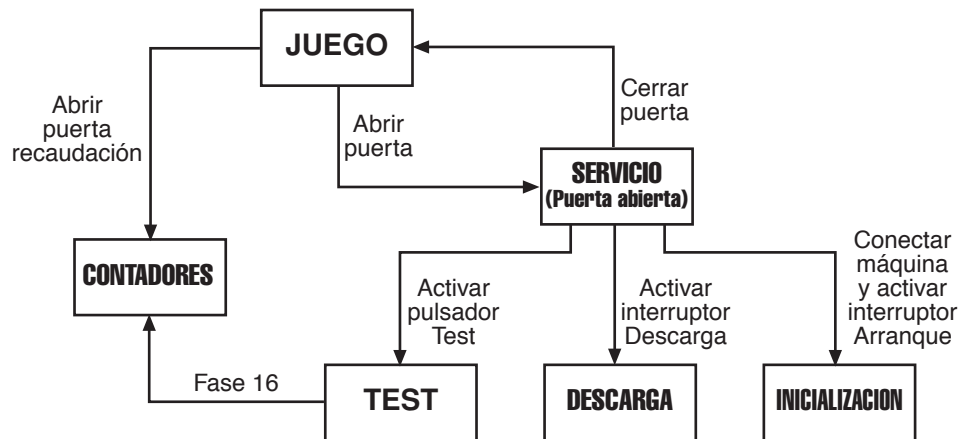 JUEGO
Abrir
puerta
recaudación
Abrir
puerta
Cerrar
puerta
SERVICIO
(Puerta abierta)
CONTADORES
Activar
pulsador
Test
Activar
interruptor
Descarga
Conectar
máquina
y activar
interruptor
Arranque
Fase 16
TEST
DESCARGA
INICIALIZACION